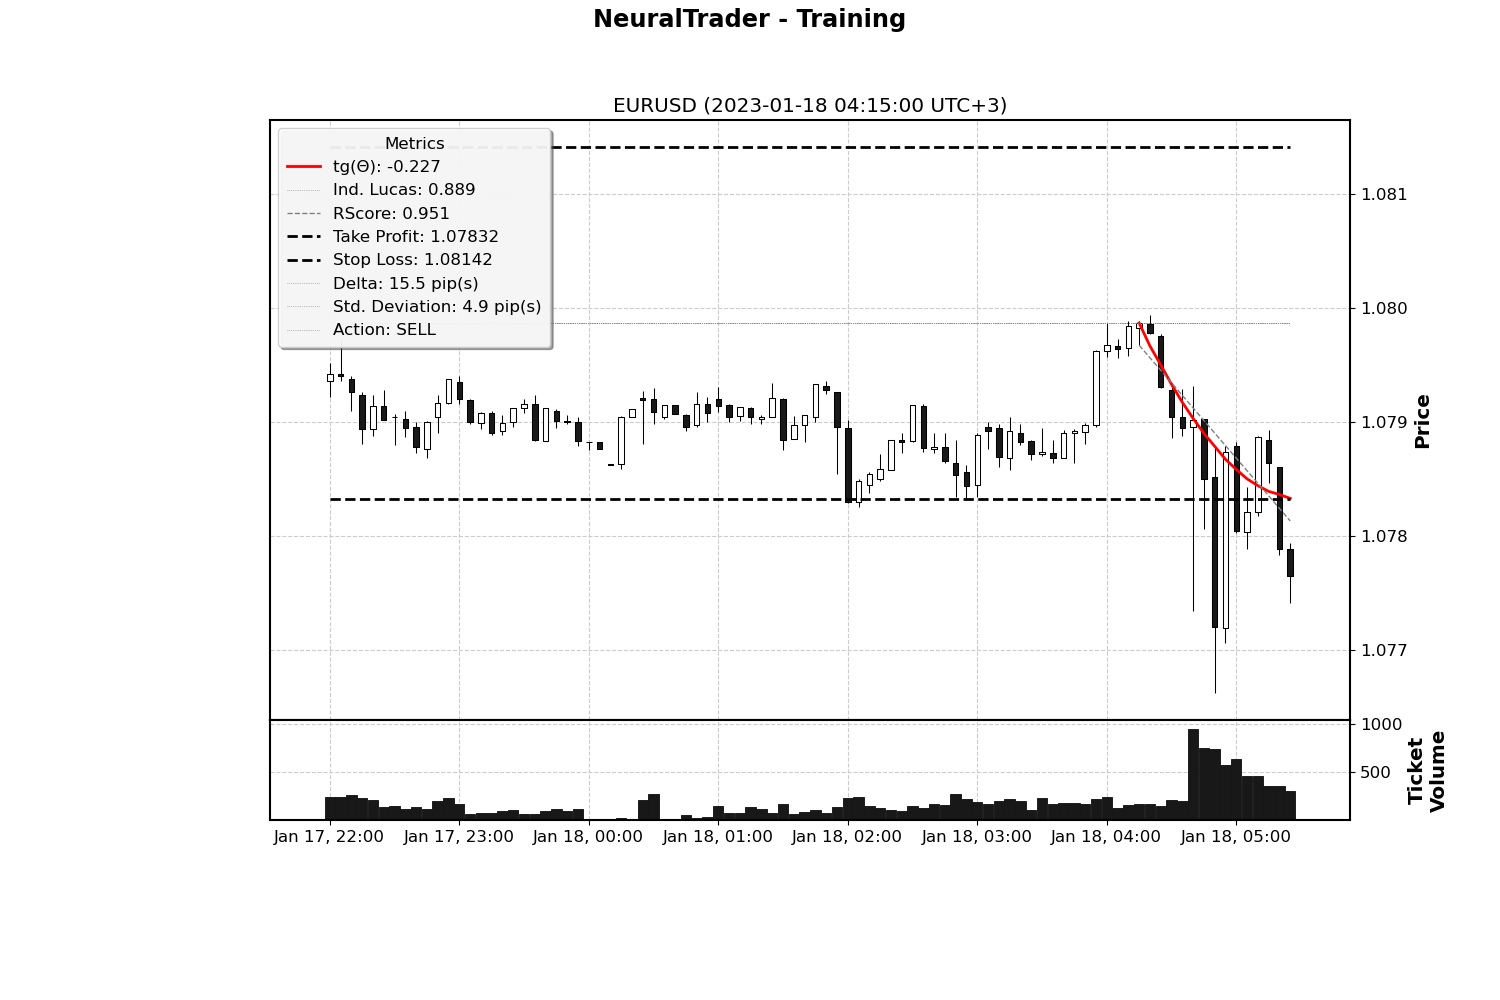 NeuralTrader - Training
EURUSD (2023-01-18 04:15:00 UTC+3)
Metrics
tg(Θ): -0.227
Ind. Lucas: 0.889
RScore: 0.951
Take Profit: 1.07832
Stop Loss: 1.08142
Delta: 15.5 pip(s)
Std. Deviation: 4.9 pip(s)
Action: SELL
1.081
1.080
1.079
1.078
1.077
Price
1000
500
Ticket
Volume
Jan 17, 22:00 Jan 17, 23:00 Jan 18, 00:00 Jan 18, 01:00 Jan 18, 02:00 Jan 18, 03:00 Jan 18, 04:00 Jan 18, 05:00